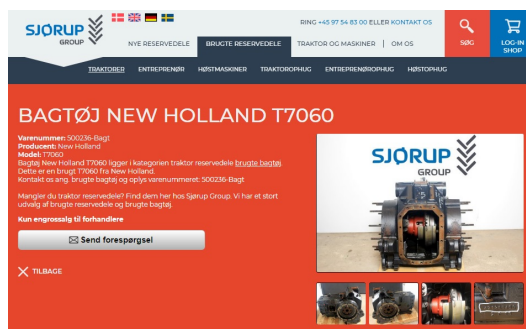 SJØRUP
GROUP
RING +45 97 54 83 00 ELLER KONTAKT OS
NYE RESERVEDELE
BRUGTE RESERVEDELE
TRAKTOR OG MASKINER
OM OS
SØG
LOG-IN
SHOP
TRAKTORER
ENTREPRENØR
HØSTMASKINER
TRAKTOROPHUG
ENTREPRENØROPHUG
HØSTOPHUG
BAGTØJ NEW HOLLAND T7060
Varenummer: 500236-Bagt
Producent: New Holland
Model: T7060
Bagtøj New Holland T7060 ligger i kategorien traktor reservedele brugte bagtøj.
Dette er en brugt T7060 fra New Holland.
Kontakt os ang. brugte bagtøj og oplys varenummeret: 500236-Bagt
Mangler du traktor reservedele? Find dem her hos Sjørup Group. Vi har et stort
udvalg af brugte reservedele og brugte bagtøj.
Kun engrossalg til forhandlere
Send forespørgsel
TILBAGE
SJØRUP
GROUP